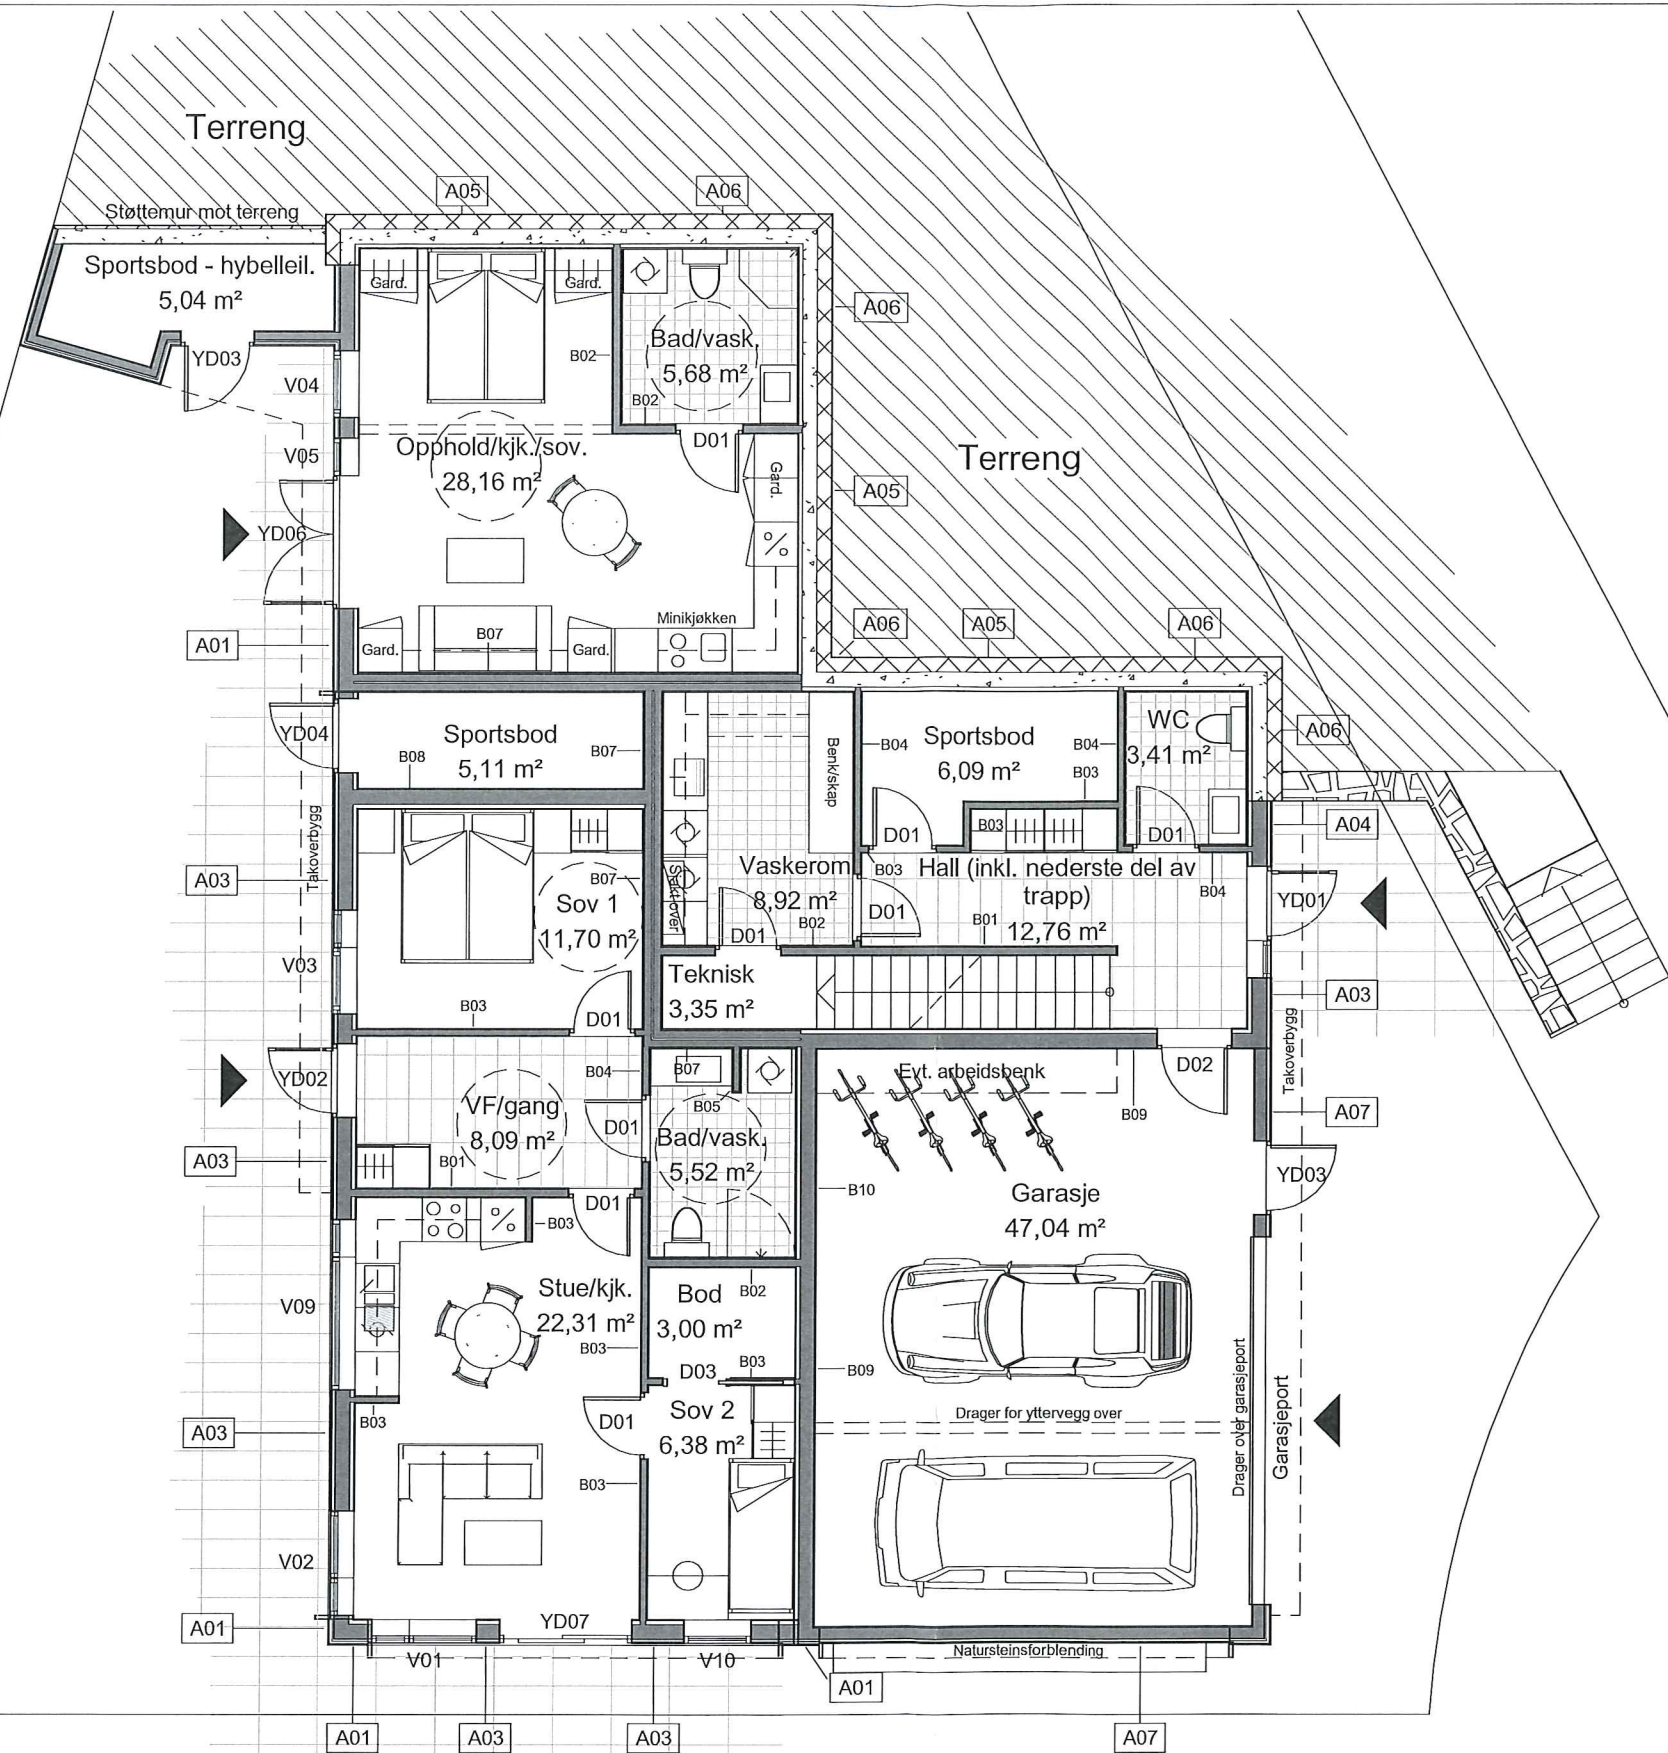 Terreng
A05
A06
Støttemur mot terreng
Sportsbod - hybelleil.
5,04 m²
Gard.
Gard.
A06
Bad/vask.
5,68 m²
B02
B02
YD03
V04
D01
Opphold/kjk./sov.
28,16 m²
V05
Gard.
Terreng
A05
YD06
Minikjøkken
A06
A05
A06
A01
Gard.
B07
Gard.
YD04
Sportsbod
5,11 m²
B08
B07
Benk/skap
B04
Sportsbod
6,09 m²
B04
B03
WC
3,41 m²
A06
Takoverbygg
B03
D01
D01
A04
A03
B07
Sov 1
11,70 m²
Vaskerom
8,92 m²
B02
D01
B03
D01
Hall (inkl. nederste del av
trapp)
12,76 m²
B01
B04
YD01
V03
B03
D01
Teknisk
3,35 m²
A03
Takoverbygg
YD02
B04
B07
Evt. arbeidsbenk
D02
B09
A07
VF/gang
8,09 m²
B01
D01
B05
Bad/vask.
5,52 m²
A03
B10
Garasje
47,04 m²
YD03
D01
B03
V09
Stue/kjk.
22,31 m²
B03
Bod
3,00 m²
B02
B03
D03
B09
Drager over garasjeport
Garasjeport
A03
B03
D01
Sov 2
6,38 m²
Drager for yttervegg over
B03
V02
A01
YD07
V01
V10
Natursteinsforblending
A01
A01
A03
A03
A07